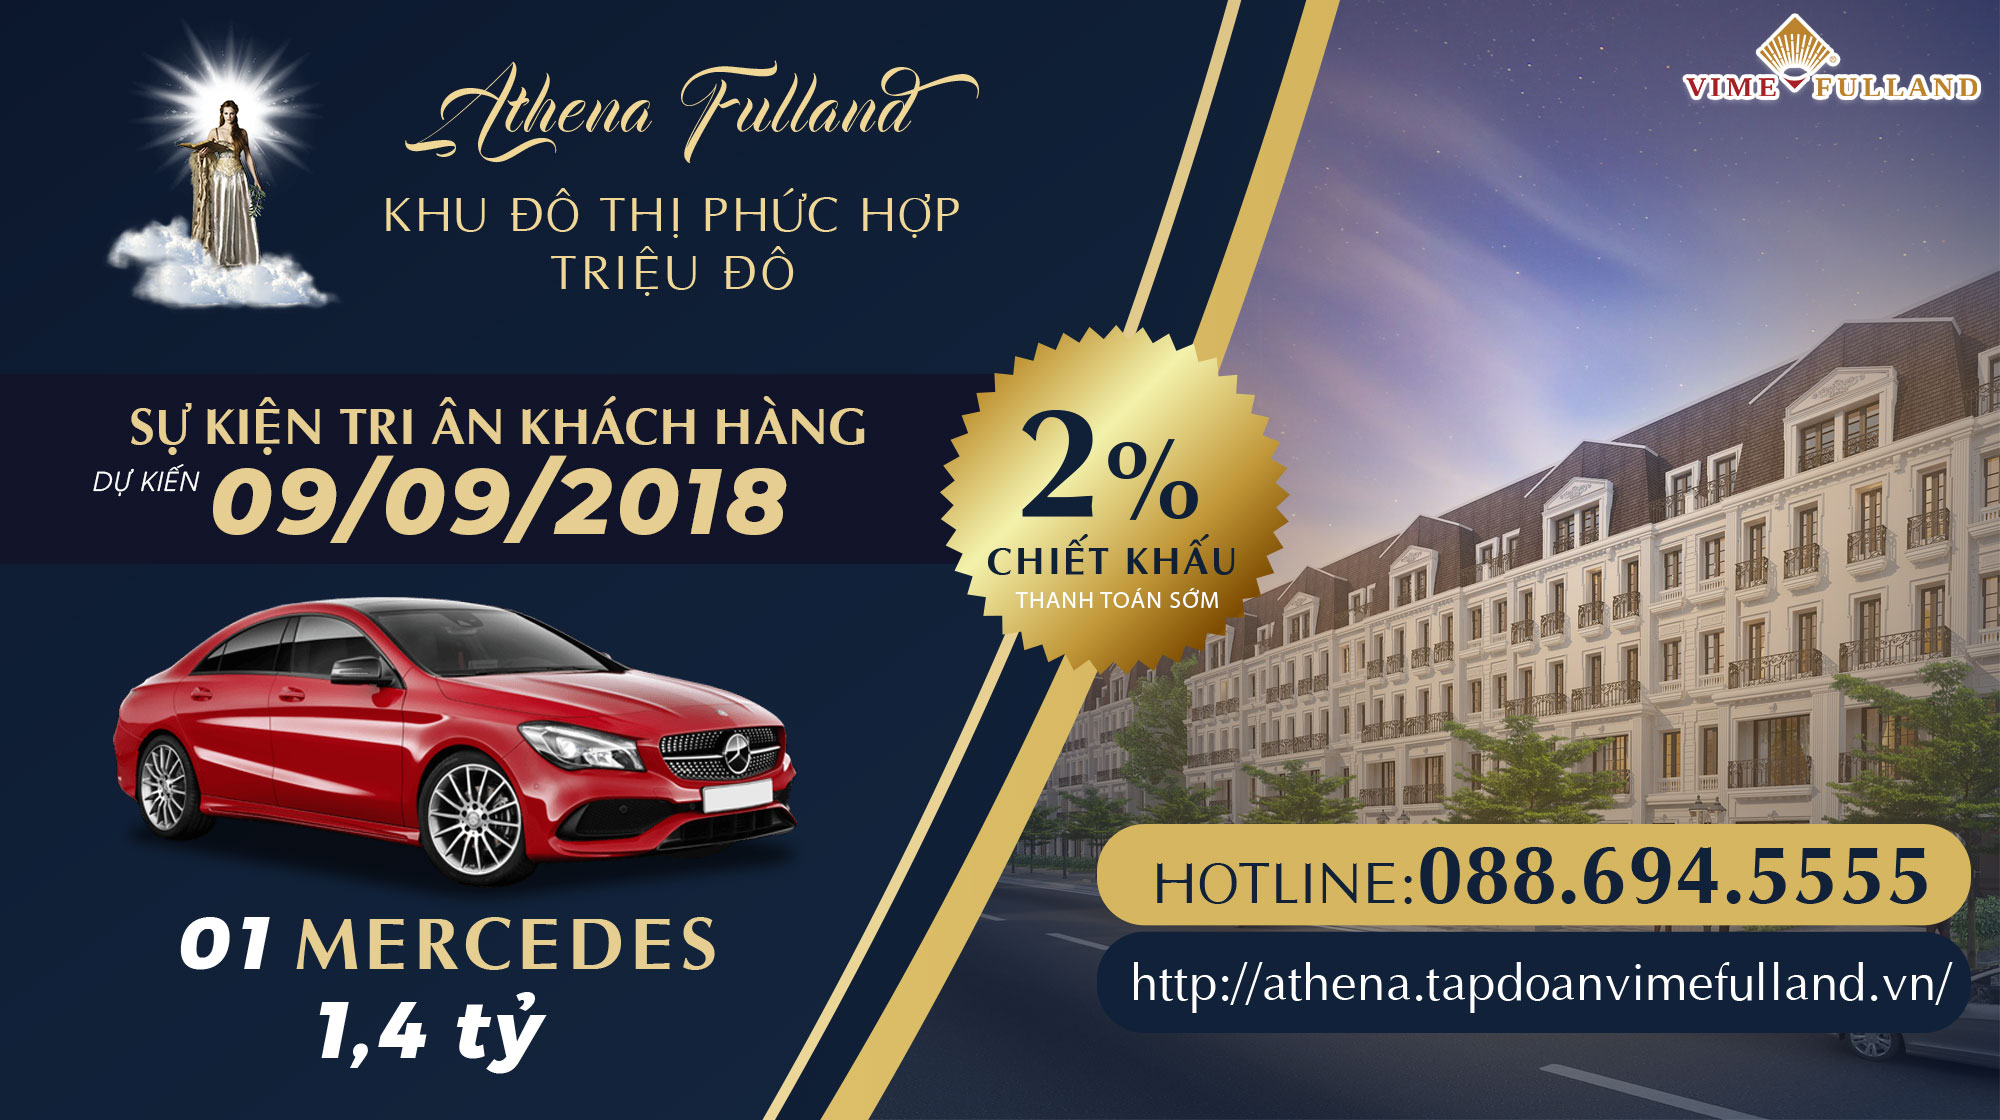 Athena Fulland
KHU ĐÔ THỊ PHỨC HỢP
TRIỆU ĐÔ
VIME FULLAND
SỰ KIỆN TRI ÂN KHÁCH HÀNG
DỰ KIẾN 09/09/2018
2%
CHIẾT KHẤU
THANH TOÁN SỚM
01 MERCEDES
1,4 tỷ
HOTLINE:088.694.5555
http://athena.tapdoanvimefulland.vn/